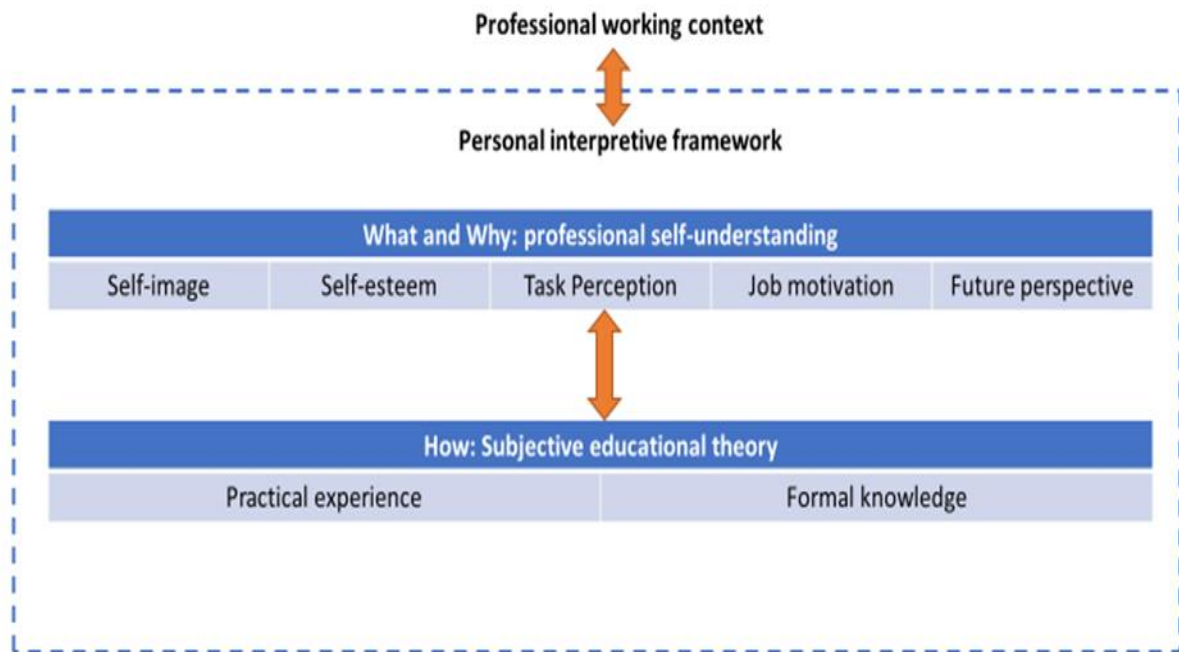 Professional working context
Personal interpretive framework
What and Why: professional self-understanding
Self-image
Self-esteem
Task Perception
Job motivation
Future perspective
How: Subjective educational theory
Practical experience
Formal knowledge